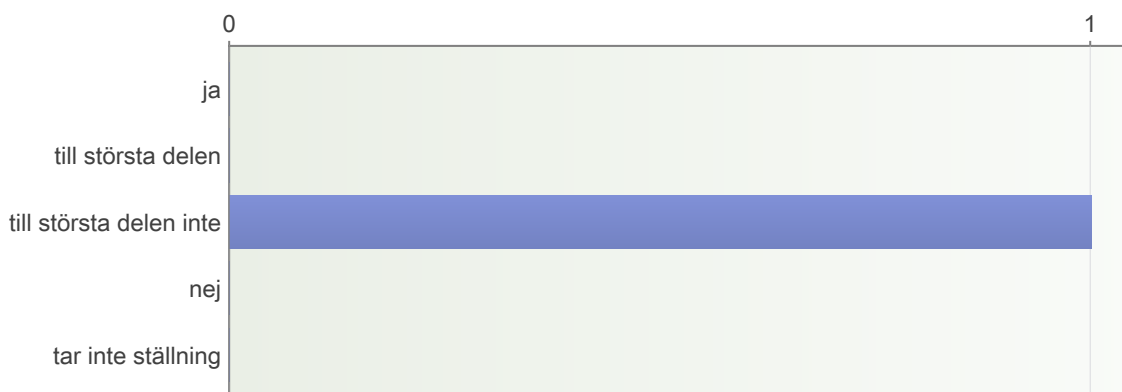 0 1
ja
till största delen
till största delen inte
nej
tar inte ställning